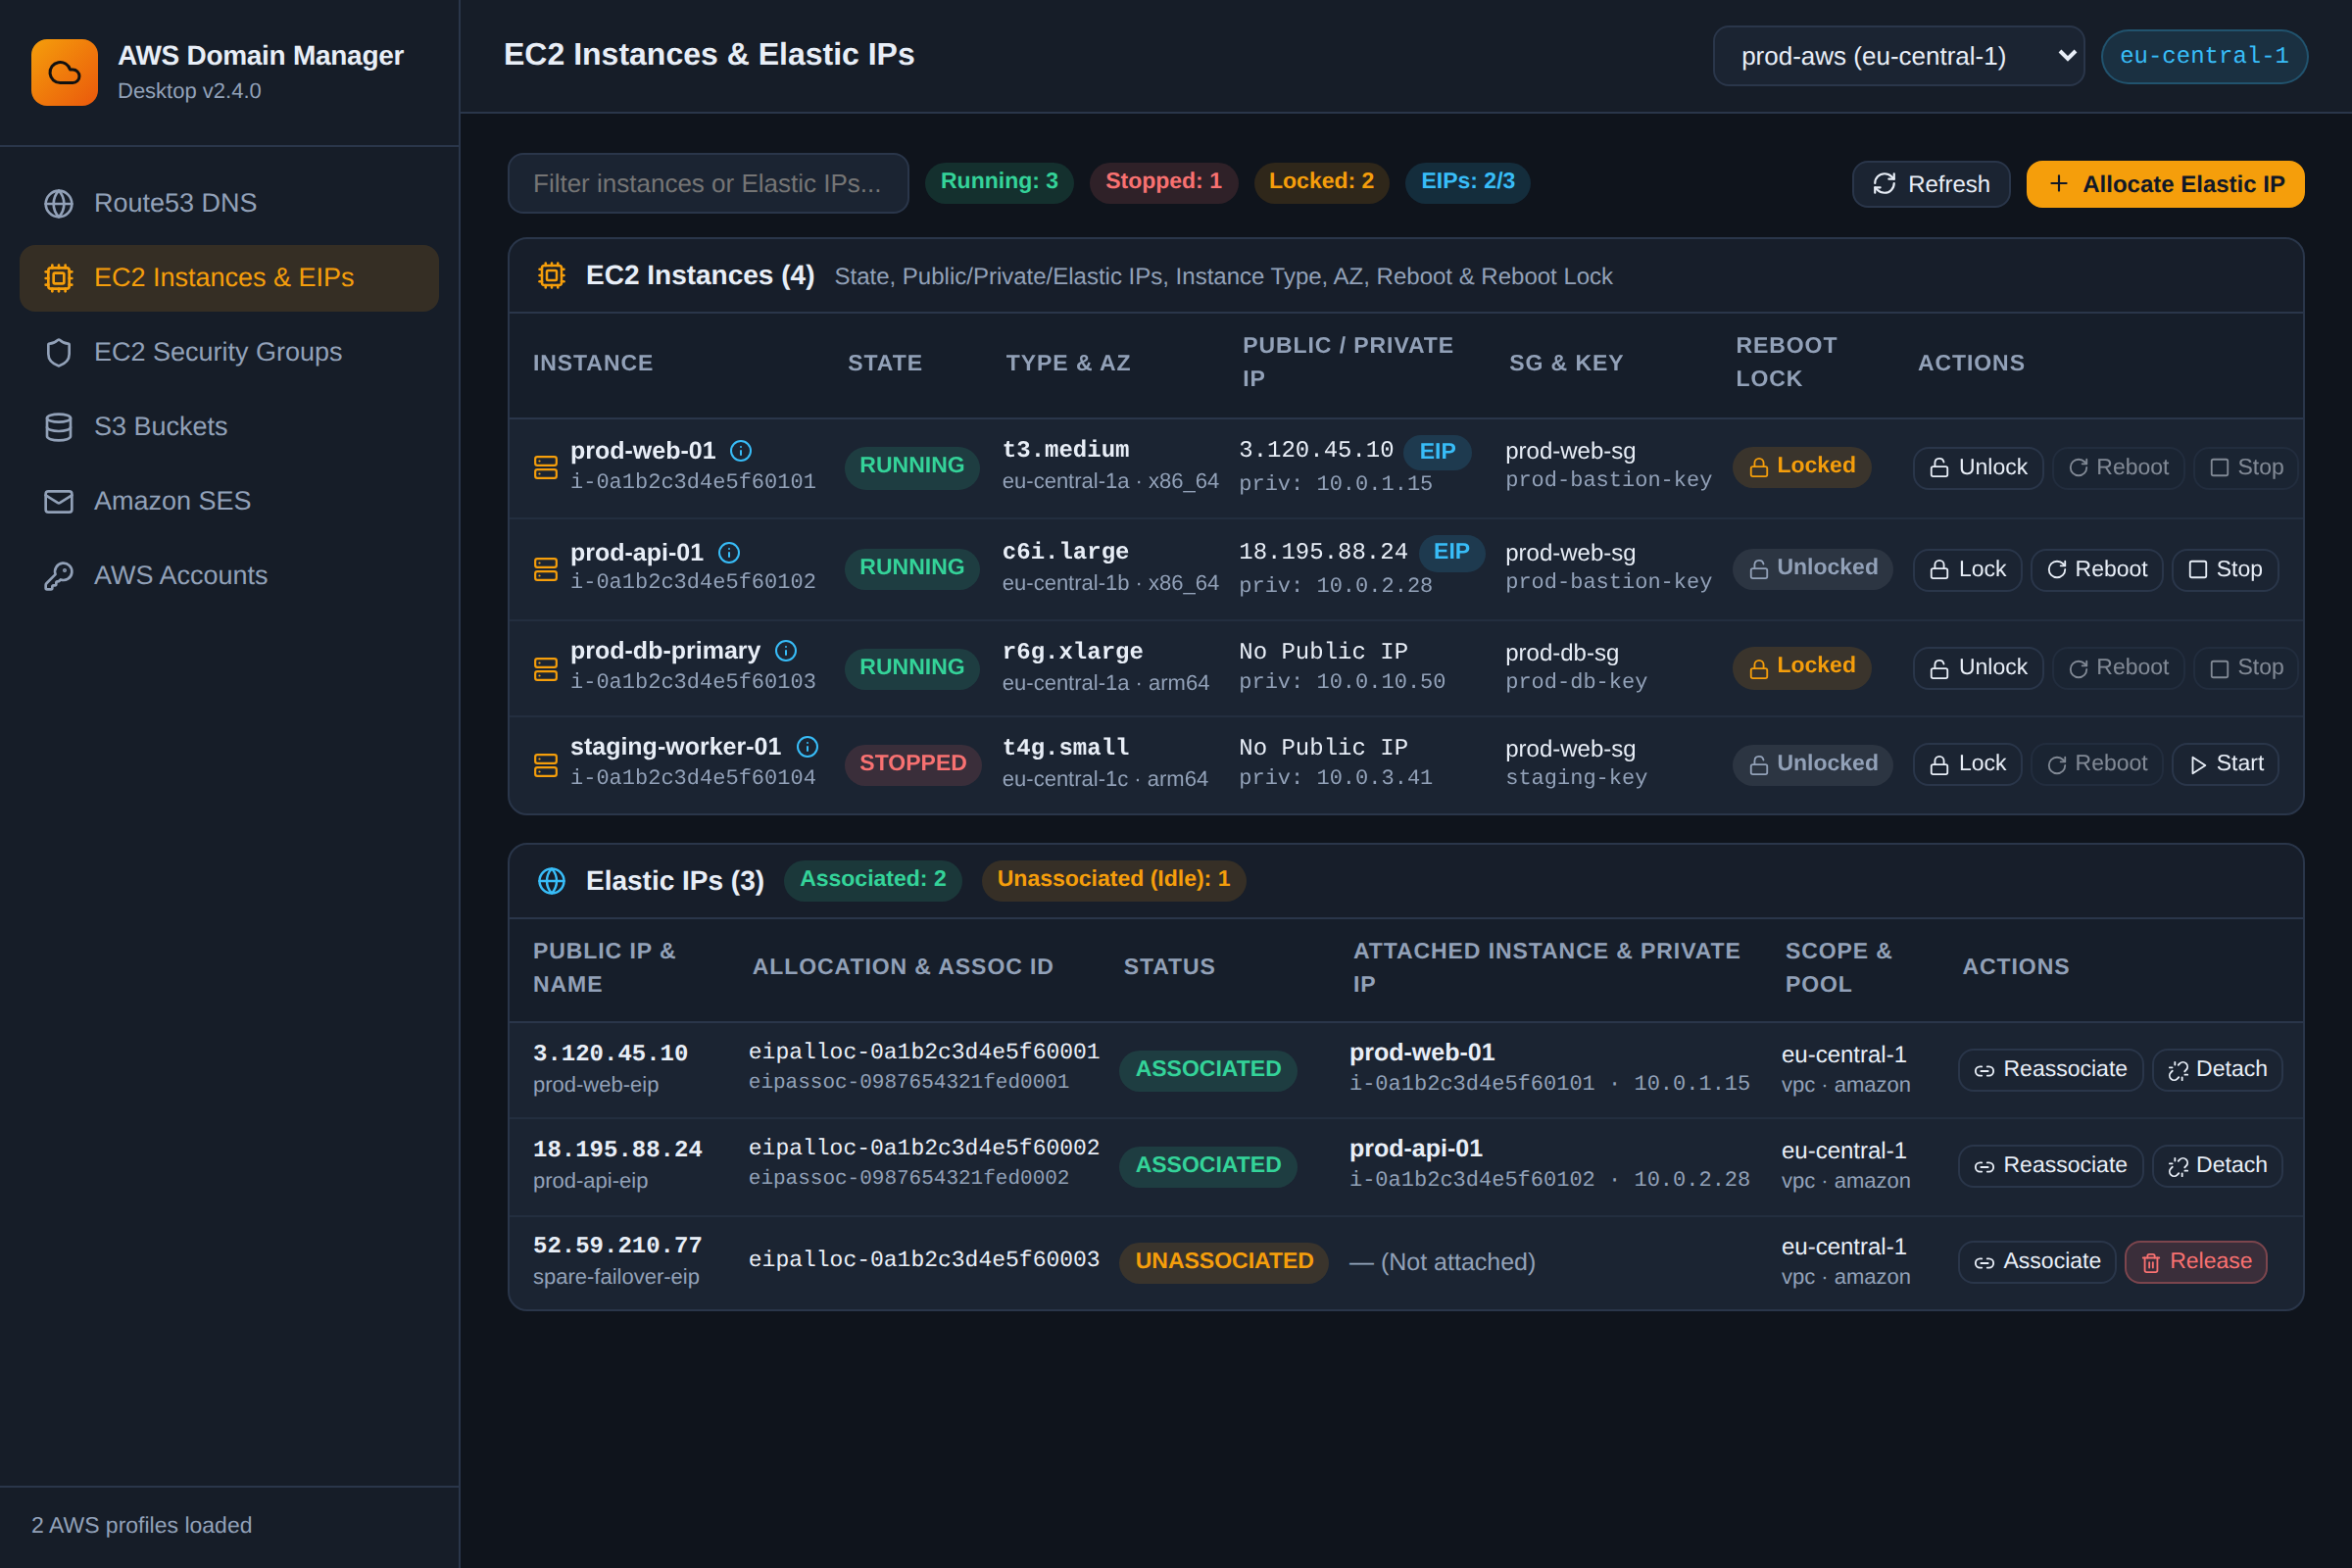 AWS Domain Manager
Desktop v2.4.0
Route53 DNS
EC2 Instances & EIPs
EC2 Security Groups
S3 Buckets
Amazon SES
AWS Accounts
2 AWS profiles loaded
EC2 Instances & Elastic IPs
prod-aws (eu-central-1)
eu-central-1
Filter instances or Elastic IPs...
Running: 3
Stopped: 1
Locked: 2
EIPs: 2/3
Refresh
Allocate Elastic IP
EC2 Instances (4) State, Public/Private/Elastic IPs, Instance Type, AZ, Reboot & Reboot Lock
INSTANCE
STATE
TYPE & AZ
PUBLIC / PRIVATE
IP
SG & KEY
REBOOT
LOCK
ACTIONS
prod-web-01
i-0a1b2c3d4e5f60101
RUNNING
t3.medium
eu-central-1a · x86_64
3.120.45.10 EIP
priv: 10.0.1.15
prod-web-sg
prod-bastion-key
Locked
Unlock
Reboot
Stop
prod-api-01
i-0a1b2c3d4e5f60102
RUNNING
c6i.large
eu-central-1b · x86_64
18.195.88.24 EIP
priv: 10.0.2.28
prod-web-sg
prod-bastion-key
Unlocked
Lock
Reboot
Stop
prod-db-primary
i-0a1b2c3d4e5f60103
RUNNING
r6g.xlarge
eu-central-1a · arm64
No Public IP
priv: 10.0.10.50
prod-db-sg
prod-db-key
Locked
Unlock
Reboot
Stop
staging-worker-01
i-0a1b2c3d4e5f60104
STOPPED
t4g.small
eu-central-1c · arm64
No Public IP
priv: 10.0.3.41
prod-web-sg
staging-key
Unlocked
Lock
Reboot
Start
Elastic IPs (3)
Associated: 2
Unassociated (Idle): 1
PUBLIC IP &
NAME
ALLOCATION & ASSOC ID
STATUS
ATTACHED INSTANCE & PRIVATE
IP
SCOPE &
POOL
ACTIONS
3.120.45.10
prod-web-eip
eipalloc-0a1b2c3d4e5f60001
eipassoc-0987654321fed0001
ASSOCIATED
prod-web-01
i-0a1b2c3d4e5f60101 · 10.0.1.15
eu-central-1
vpc · amazon
Reassociate
Detach
18.195.88.24
prod-api-eip
eipalloc-0a1b2c3d4e5f60002
eipassoc-0987654321fed0002
ASSOCIATED
prod-api-01
i-0a1b2c3d4e5f60102 · 10.0.2.28
eu-central-1
vpc · amazon
Reassociate
Detach
52.59.210.77
spare-failover-eip
eipalloc-0a1b2c3d4e5f60003
UNASSOCIATED
— (Not attached)
eu-central-1
vpc · amazon
Associate
Release